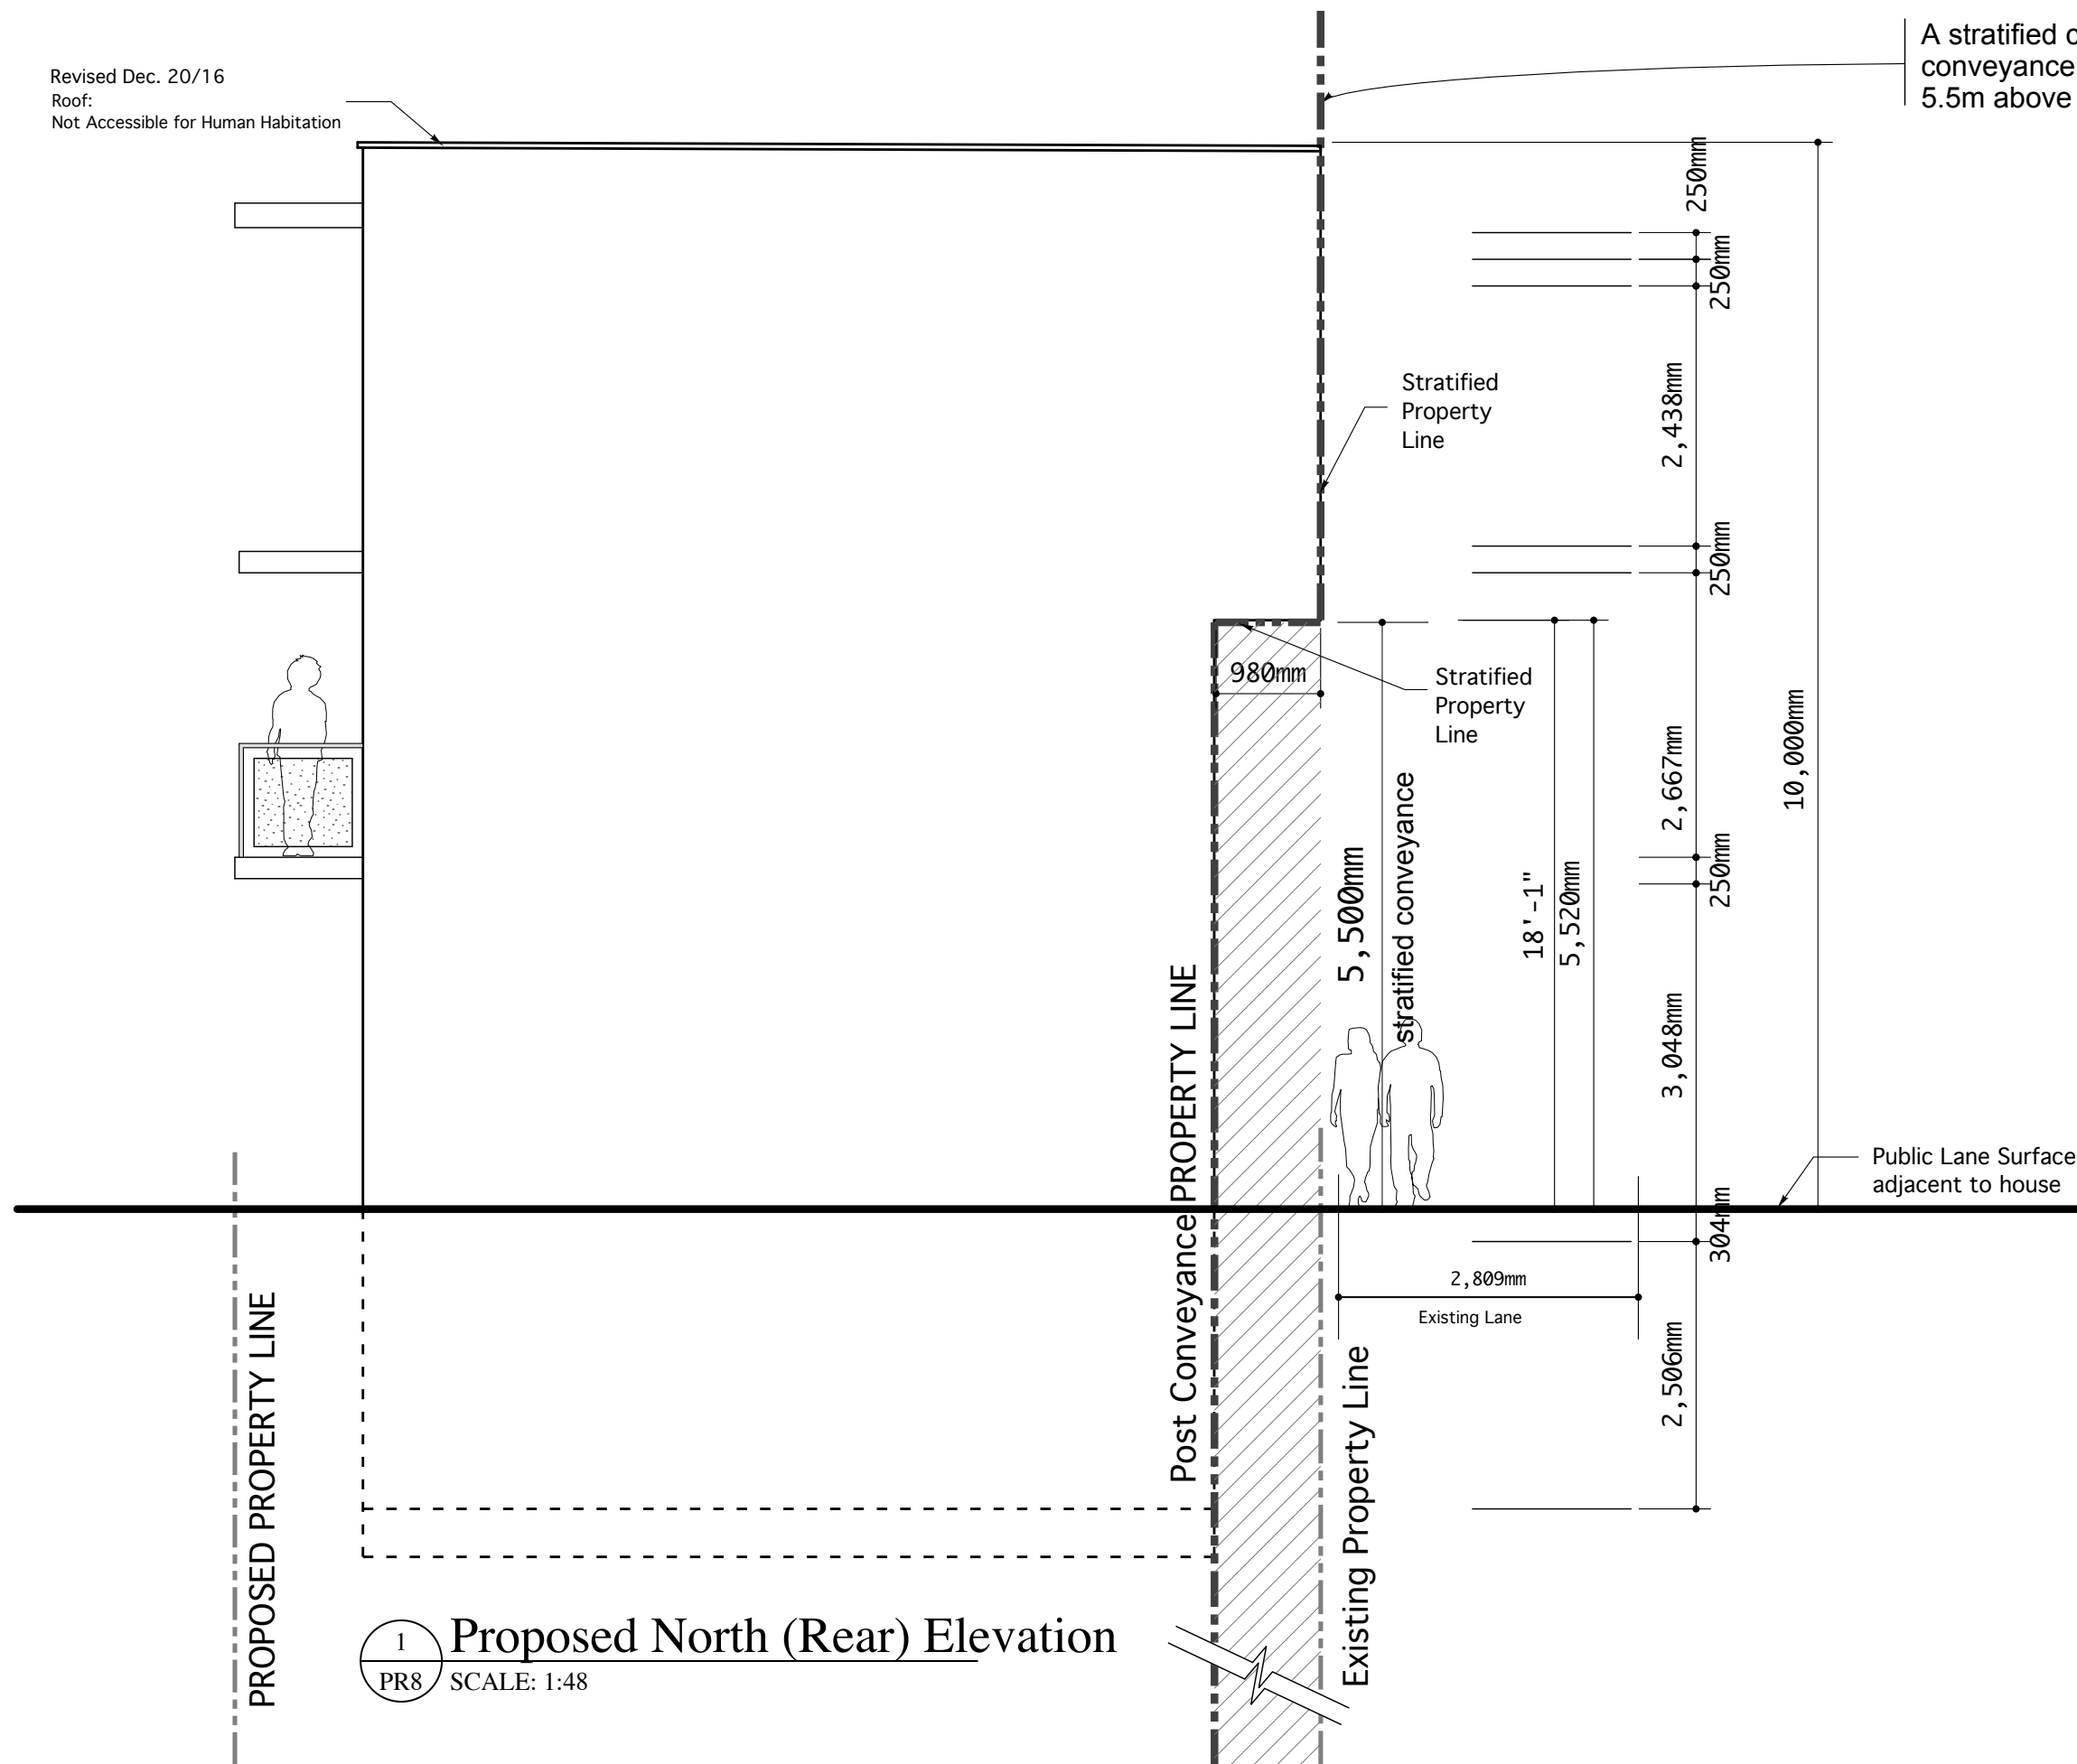 A stratified
conveyance
5.5m above
Revised Dec. 20/16
Roof:
Not Accessible for Human Habitation
250mm
250mm
2,438mm
250mm
Stratified
Property
Line
980mm
Stratified
Property
Line
5,500mm
stratified conveyance
18'-1"
5,520mm
2,667mm
250mm
3,048mm
10,000mm
Public Lane Surface
adjacent to house
304mm
2,809mm
Existing Lane
2,506mm
Post Conveyance PROPERTY LINE
Existing Property Line
PROPOSED PROPERTY LINE
1
PR8
Proposed North (Rear) Elevation
SCALE: 1:48